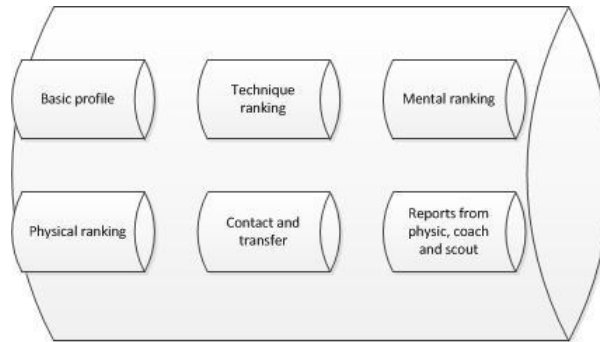 Basic profile
Technique
ranking
Mental ranking
Physical ranking
Contact and
transfer
Reports from
physic, coach
and scout